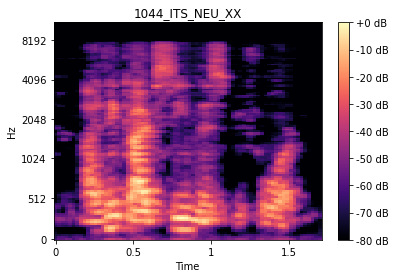 1044_ITS_NEU_XX
8192
4096
2048
1024
512
0
Hz
0
0.5
1
1.5
Time
+0 dB
-10 dB
-20 dB
-30 dB
-40 dB
-50 dB
-60 dB
-70 dB
-80 dB